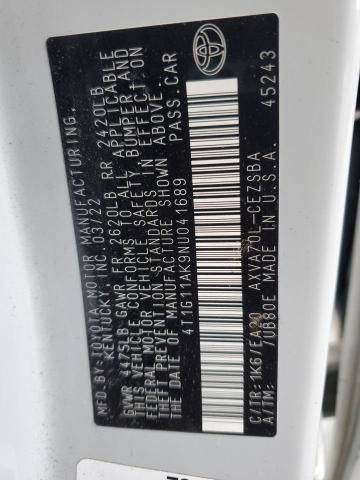 MFD.BY:TOYOTA MOTOR MANUFACTURING,
KENTUCKY, INC. 03/22
GVWR 4475LB GAWR FR 2620LB RR 2420LB
THIS VEHICLE CONFORMS TO ALL APPLICABLE
FEDERAL MOTOR VEHICLE SAFETY, BUMPER, AND
THEFT PREVENTION STANDARDS IN EFFECT ON
THE DATE OF MANUFACTURE SHOWN ABOVE.
4T1G11AK9NU041689 PASS.CAR
C/TR:1K6/EA20 AXVA70L-CEZSBA
A/TM: /UB80E MADE IN U.S.A.
45243